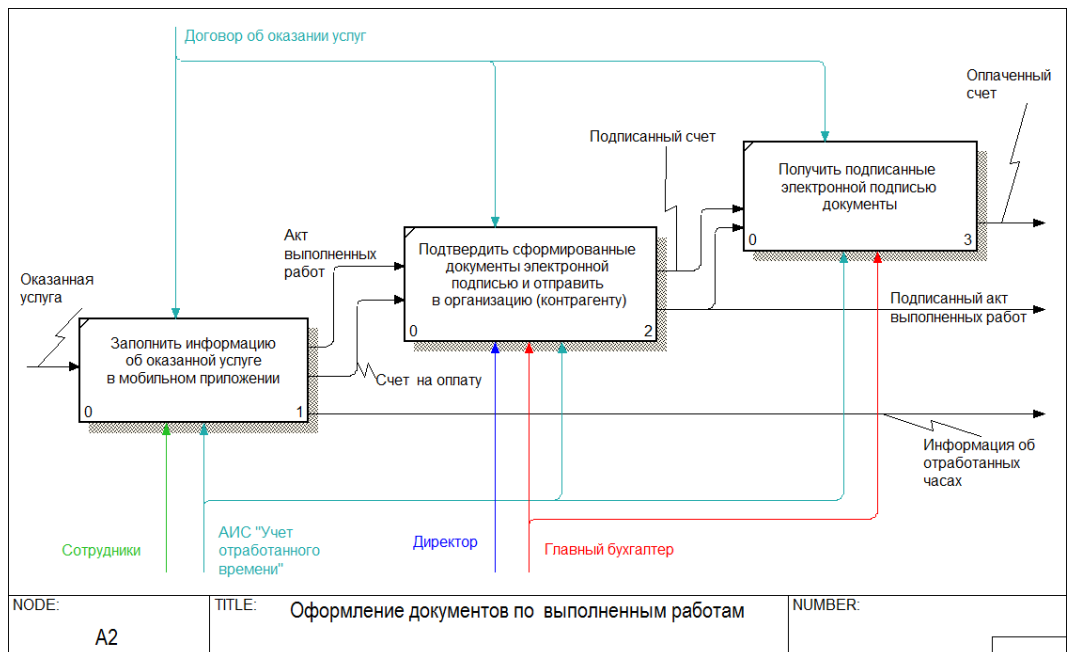 Договор об оказании услуг
Оплаченный
счет
Подписанный счет
Получить подписанные
электронной подписью
документы
0
3
Акт
выполненных
работ
Подтвердить сформированные
документы электронной
подписью и отправить
в организацию (контрагенту)
0
2
Оказанная
услуга
Подписанный акт
выполненных работ
Заполнить информацию
об оказанной услуге
в мобильном приложении
0
1
Счет на оплату
Информация об
отработанных
часах
Сотрудники
АИС "Учет
отработанного
времени"
Директор
Главный бухгалтер
NODE:
A2
TITLE:
Оформление документов по выполненным работам
NUMBER: